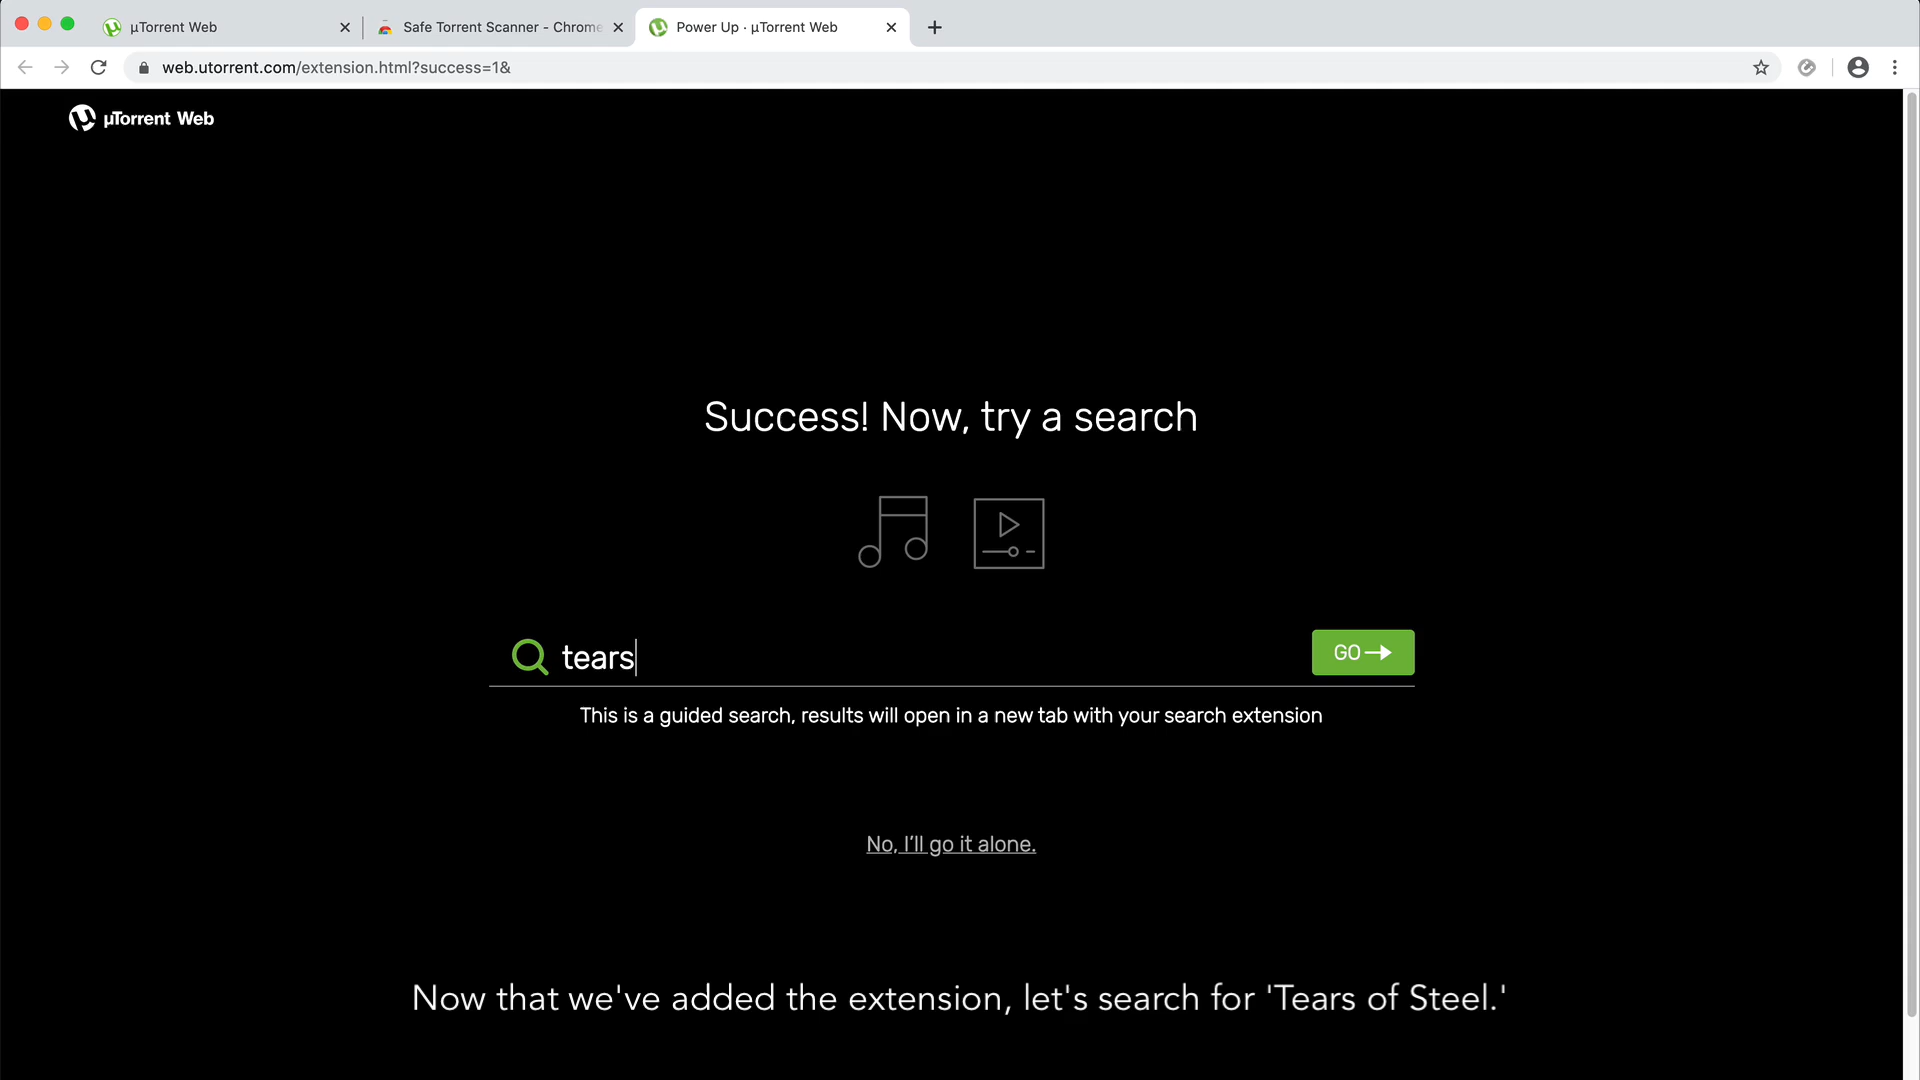 µTorrent Web
Safe Torrent Scanner - Chrome
Power Up · µTorrent Web
web.utorrent.com/extension.html?success=1&
µTorrent Web
Success! Now, try a search
tears
GO
This is a guided search, results will open in a new tab with your search extension
No, I'll go it alone.
Now that we've added the extension, let's search for 'Tears of Steel.'